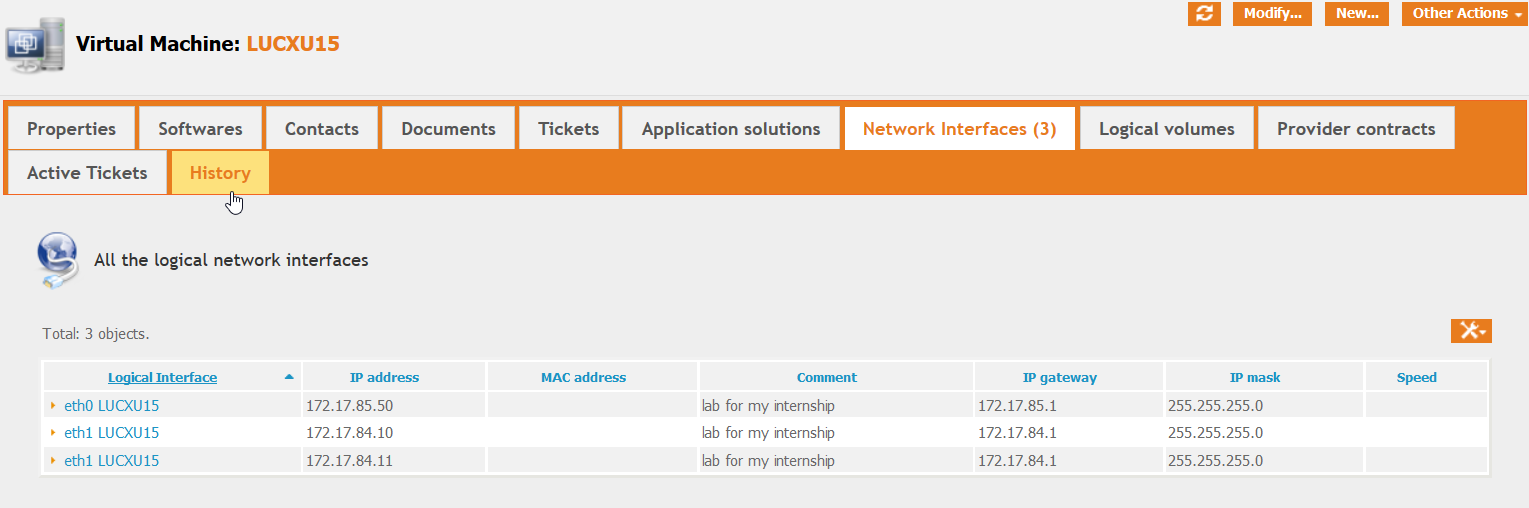 Modify... New... Other Actions
Virtual Machine: LUCXU15
Properties Softwares Contacts Documents Tickets Application solutions Network Interfaces (3) Logical volumes Provider contracts
Active Tickets History
All the logical network interfaces
Total: 3 objects.
Logical Interface IP address MAC address Comment IP gateway IP mask Speed
eth0 LUCXU15 172.17.85.50 lab for my internship 172.17.85.1 255.255.255.0
eth1 LUCXU15 172.17.84.10 lab for my internship 172.17.84.1 255.255.255.0
eth1 LUCXU15 172.17.84.11 lab for my internship 172.17.84.1 255.255.255.0